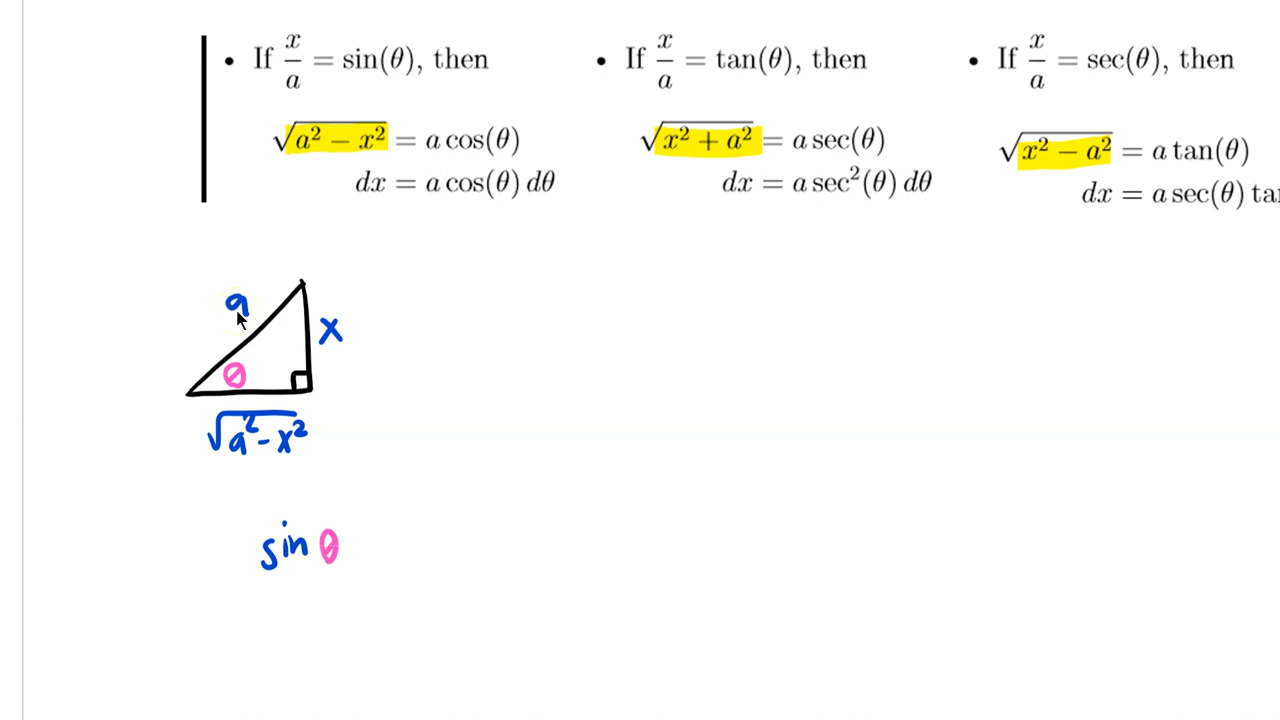 • If x/a = sin(θ), then
√(a² − x²) = a cos(θ)
dx = a cos(θ) dθ
• If x/a = tan(θ), then
√(x² + a²) = a sec(θ)
dx = a sec²(θ) dθ
• If x/a = sec(θ), then
√(x² − a²) = a tan(θ)
dx = a sec(θ) ta
a
x
θ
√(a² - x²)
sin θ